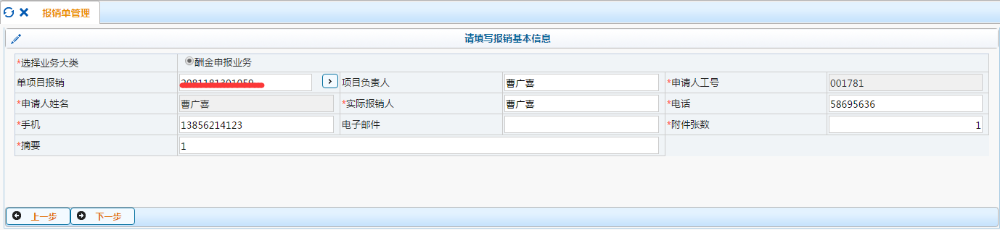 报销单管理
请填写报销基本信息
*选择业务大类 酬金申报业务
单项目报销 项目负责人 曹广喜 *申请人工号 001781
*申请人姓名 曹广喜 *实际报销人 曹广喜 *电话 58695636
*手机 13856214123 电子邮件 *附件张数 1
*摘要 1
上一步 下一步